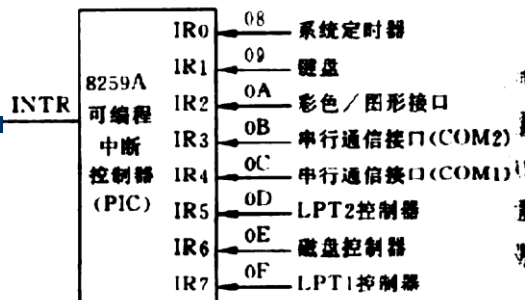 IR0 08 系统定时器
IR1 09 键盘
8259A
IR2 0A 彩色／图形接口
INTR
可编程
IR3 0B 串行通信接口(COM2)
中断
IR4 0C 串行通信接口(COM1)
控制器
(PIC)
IR5 0D LPT2控制器
IR6 0E 磁盘控制器
IR7 0F LPT1控制器